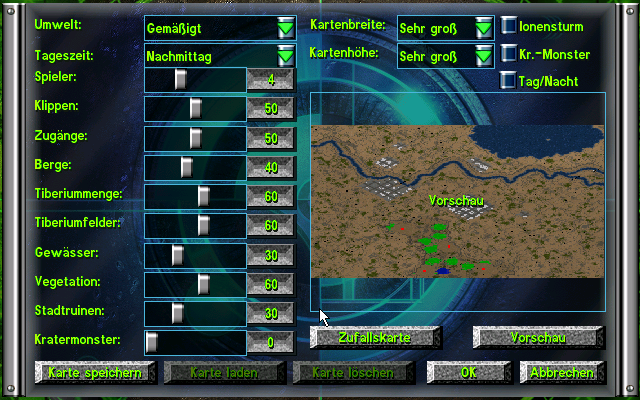 Umwelt: Gemäßigt Kartenbreite: Sehr groß Ionensturm
Tageszeit: Nachmittag Kartenhöhe: Sehr groß Kr.-Monster
Spieler: 4 Tag/Nacht
Klippen: 50
Zugänge: 50
Berge: 40
Tiberiummenge: 60
Vorschau
Tiberiumfelder: 60
Gewässer: 30
Vegetation: 60
Stadtruinen: 30
Kratermonster: 0
Zufallskarte Vorschau
Karte speichern Karte laden Karte löschen OK Abbrechen